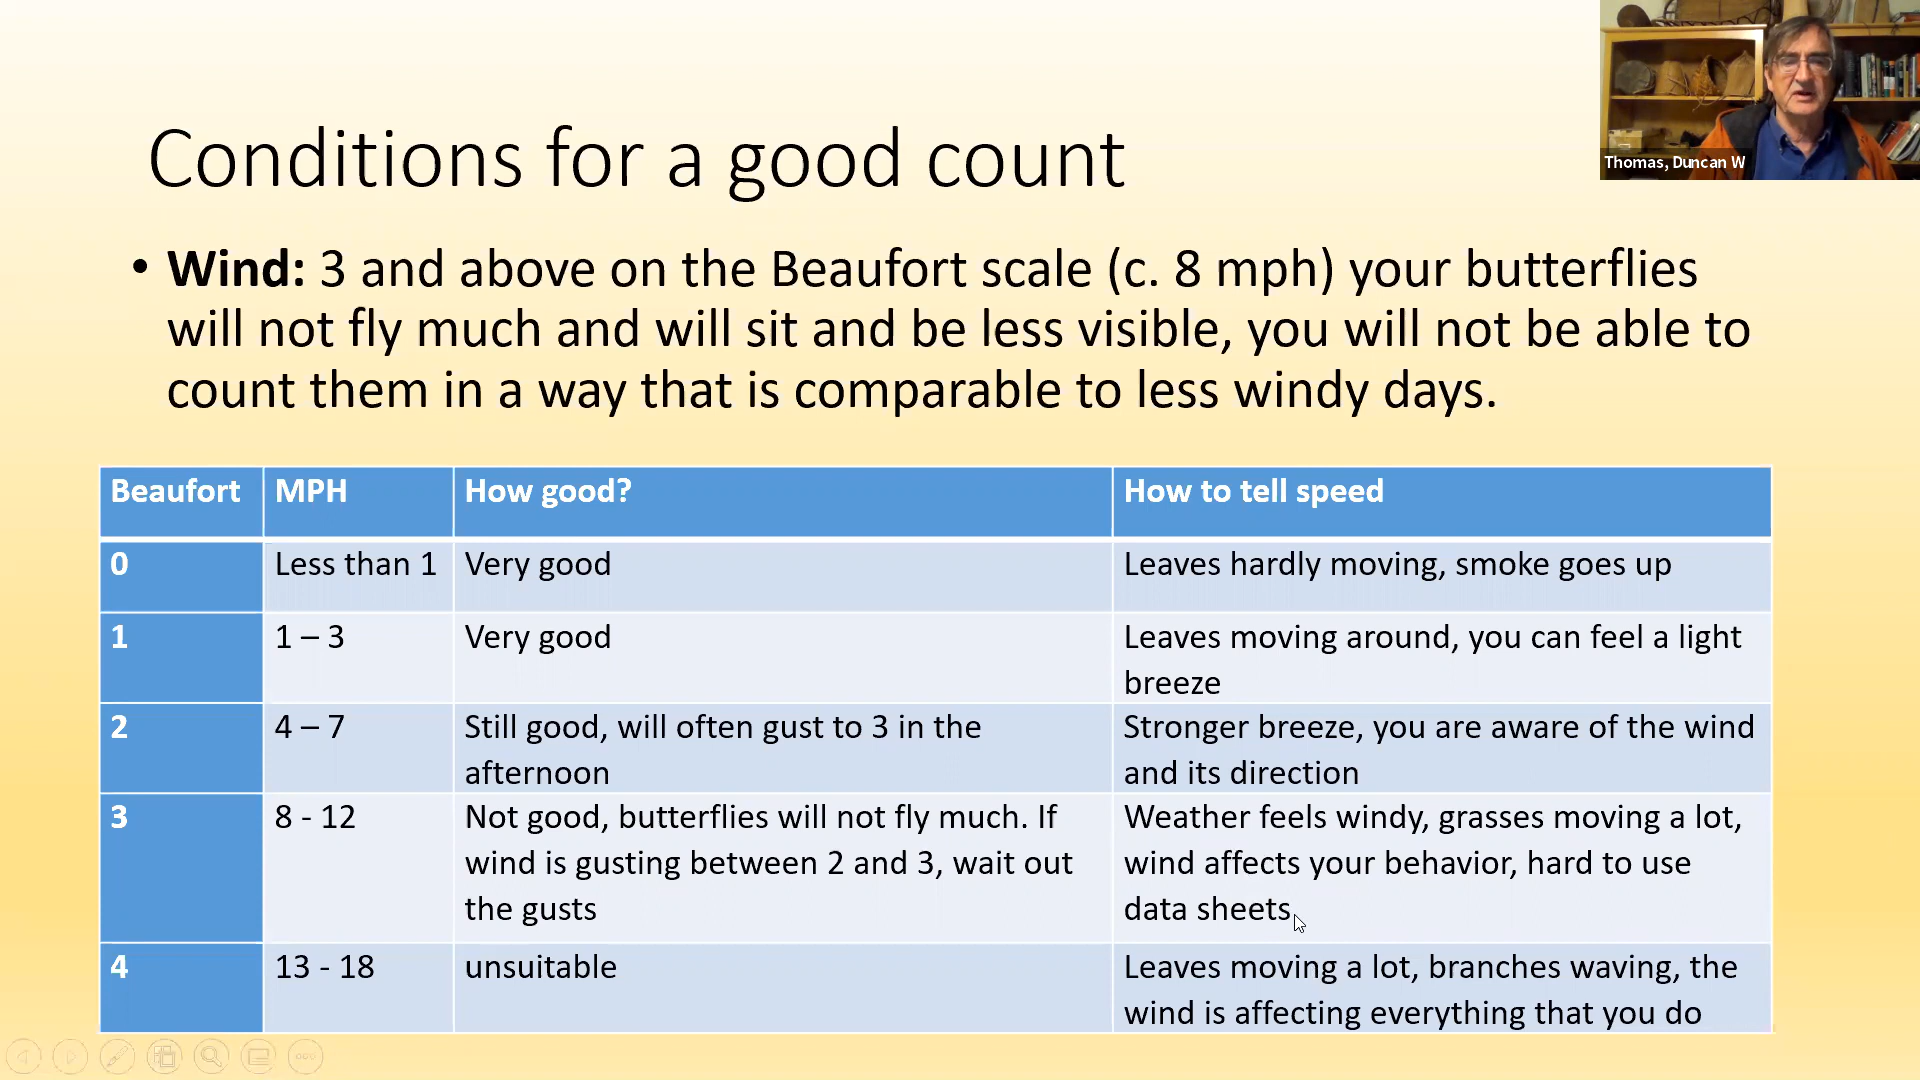 Thomas, Duncan W
Conditions for a good count
• Wind: 3 and above on the Beaufort scale (c. 8 mph) your butterflies
will not fly much and will sit and be less visible, you will not be able to
count them in a way that is comparable to less windy days.
Beaufort MPH How good? How to tell speed
0 Less than 1 Very good Leaves hardly moving, smoke goes up
1 1 – 3 Very good Leaves moving around, you can feel a light
breeze
2 4 – 7 Still good, will often gust to 3 in the Stronger breeze, you are aware of the wind
afternoon and its direction
3 8 - 12 Not good, butterflies will not fly much. If Weather feels windy, grasses moving a lot,
wind is gusting between 2 and 3, wait out wind affects your behavior, hard to use
the gusts data sheets
4 13 - 18 unsuitable Leaves moving a lot, branches waving, the
wind is affecting everything that you do